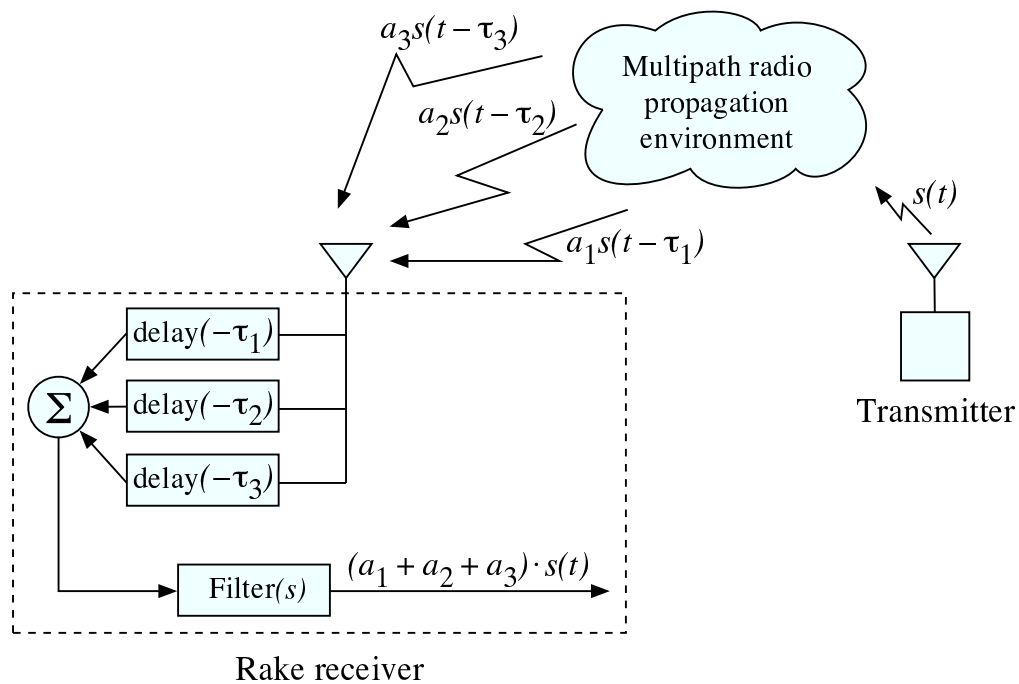 a₃s(t − τ₃)
Multipath radio
propagation
environment
a₂s(t − τ₂)
s(t)
a₁s(t − τ₁)
delay(−τ₁)
Σ
delay(−τ₂)
Transmitter
delay(−τ₃)
(a₁ + a₂ + a₃)·s(t)
Filter(s)
Rake receiver